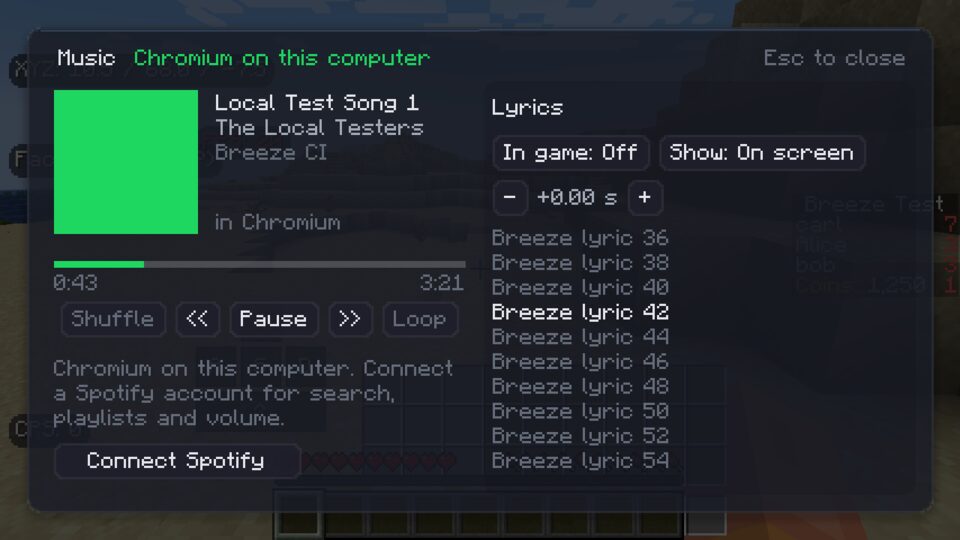 Music Chromium on this computer
Esc to close
Local Test Song 1
The Local Testers
Breeze CI
in Chromium
0:43
3:21
Shuffle
<<
Pause
>>
Loop
Chromium on this computer. Connect
a Spotify account for search,
playlists and volume.
Connect Spotify
Lyrics
In game: Off
Show: On screen
- +0.00 s +
Breeze lyric 36
Breeze lyric 38
Breeze lyric 40
Breeze lyric 42
Breeze lyric 44
Breeze lyric 46
Breeze lyric 48
Breeze lyric 50
Breeze lyric 52
Breeze lyric 54
Breeze Test
carl
Alice
bob
Coins: 1,250